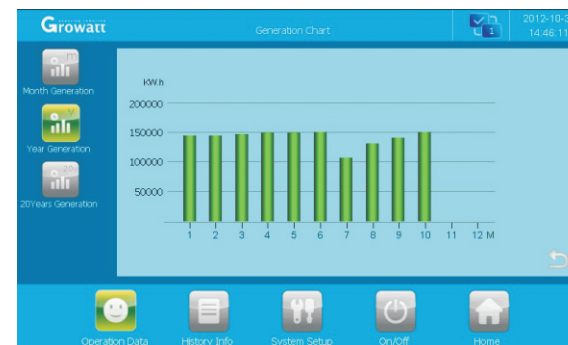 Growatt
Generation Chart
1
2012-10-3
14:46:11
Month Generation
Year Generation
20Years Generation
KW.h
200000
150000
100000
50000
1 2 3 4 5 6 7 8 9 10 11 12 M
Operation Data History Info System Setup On/Off Home